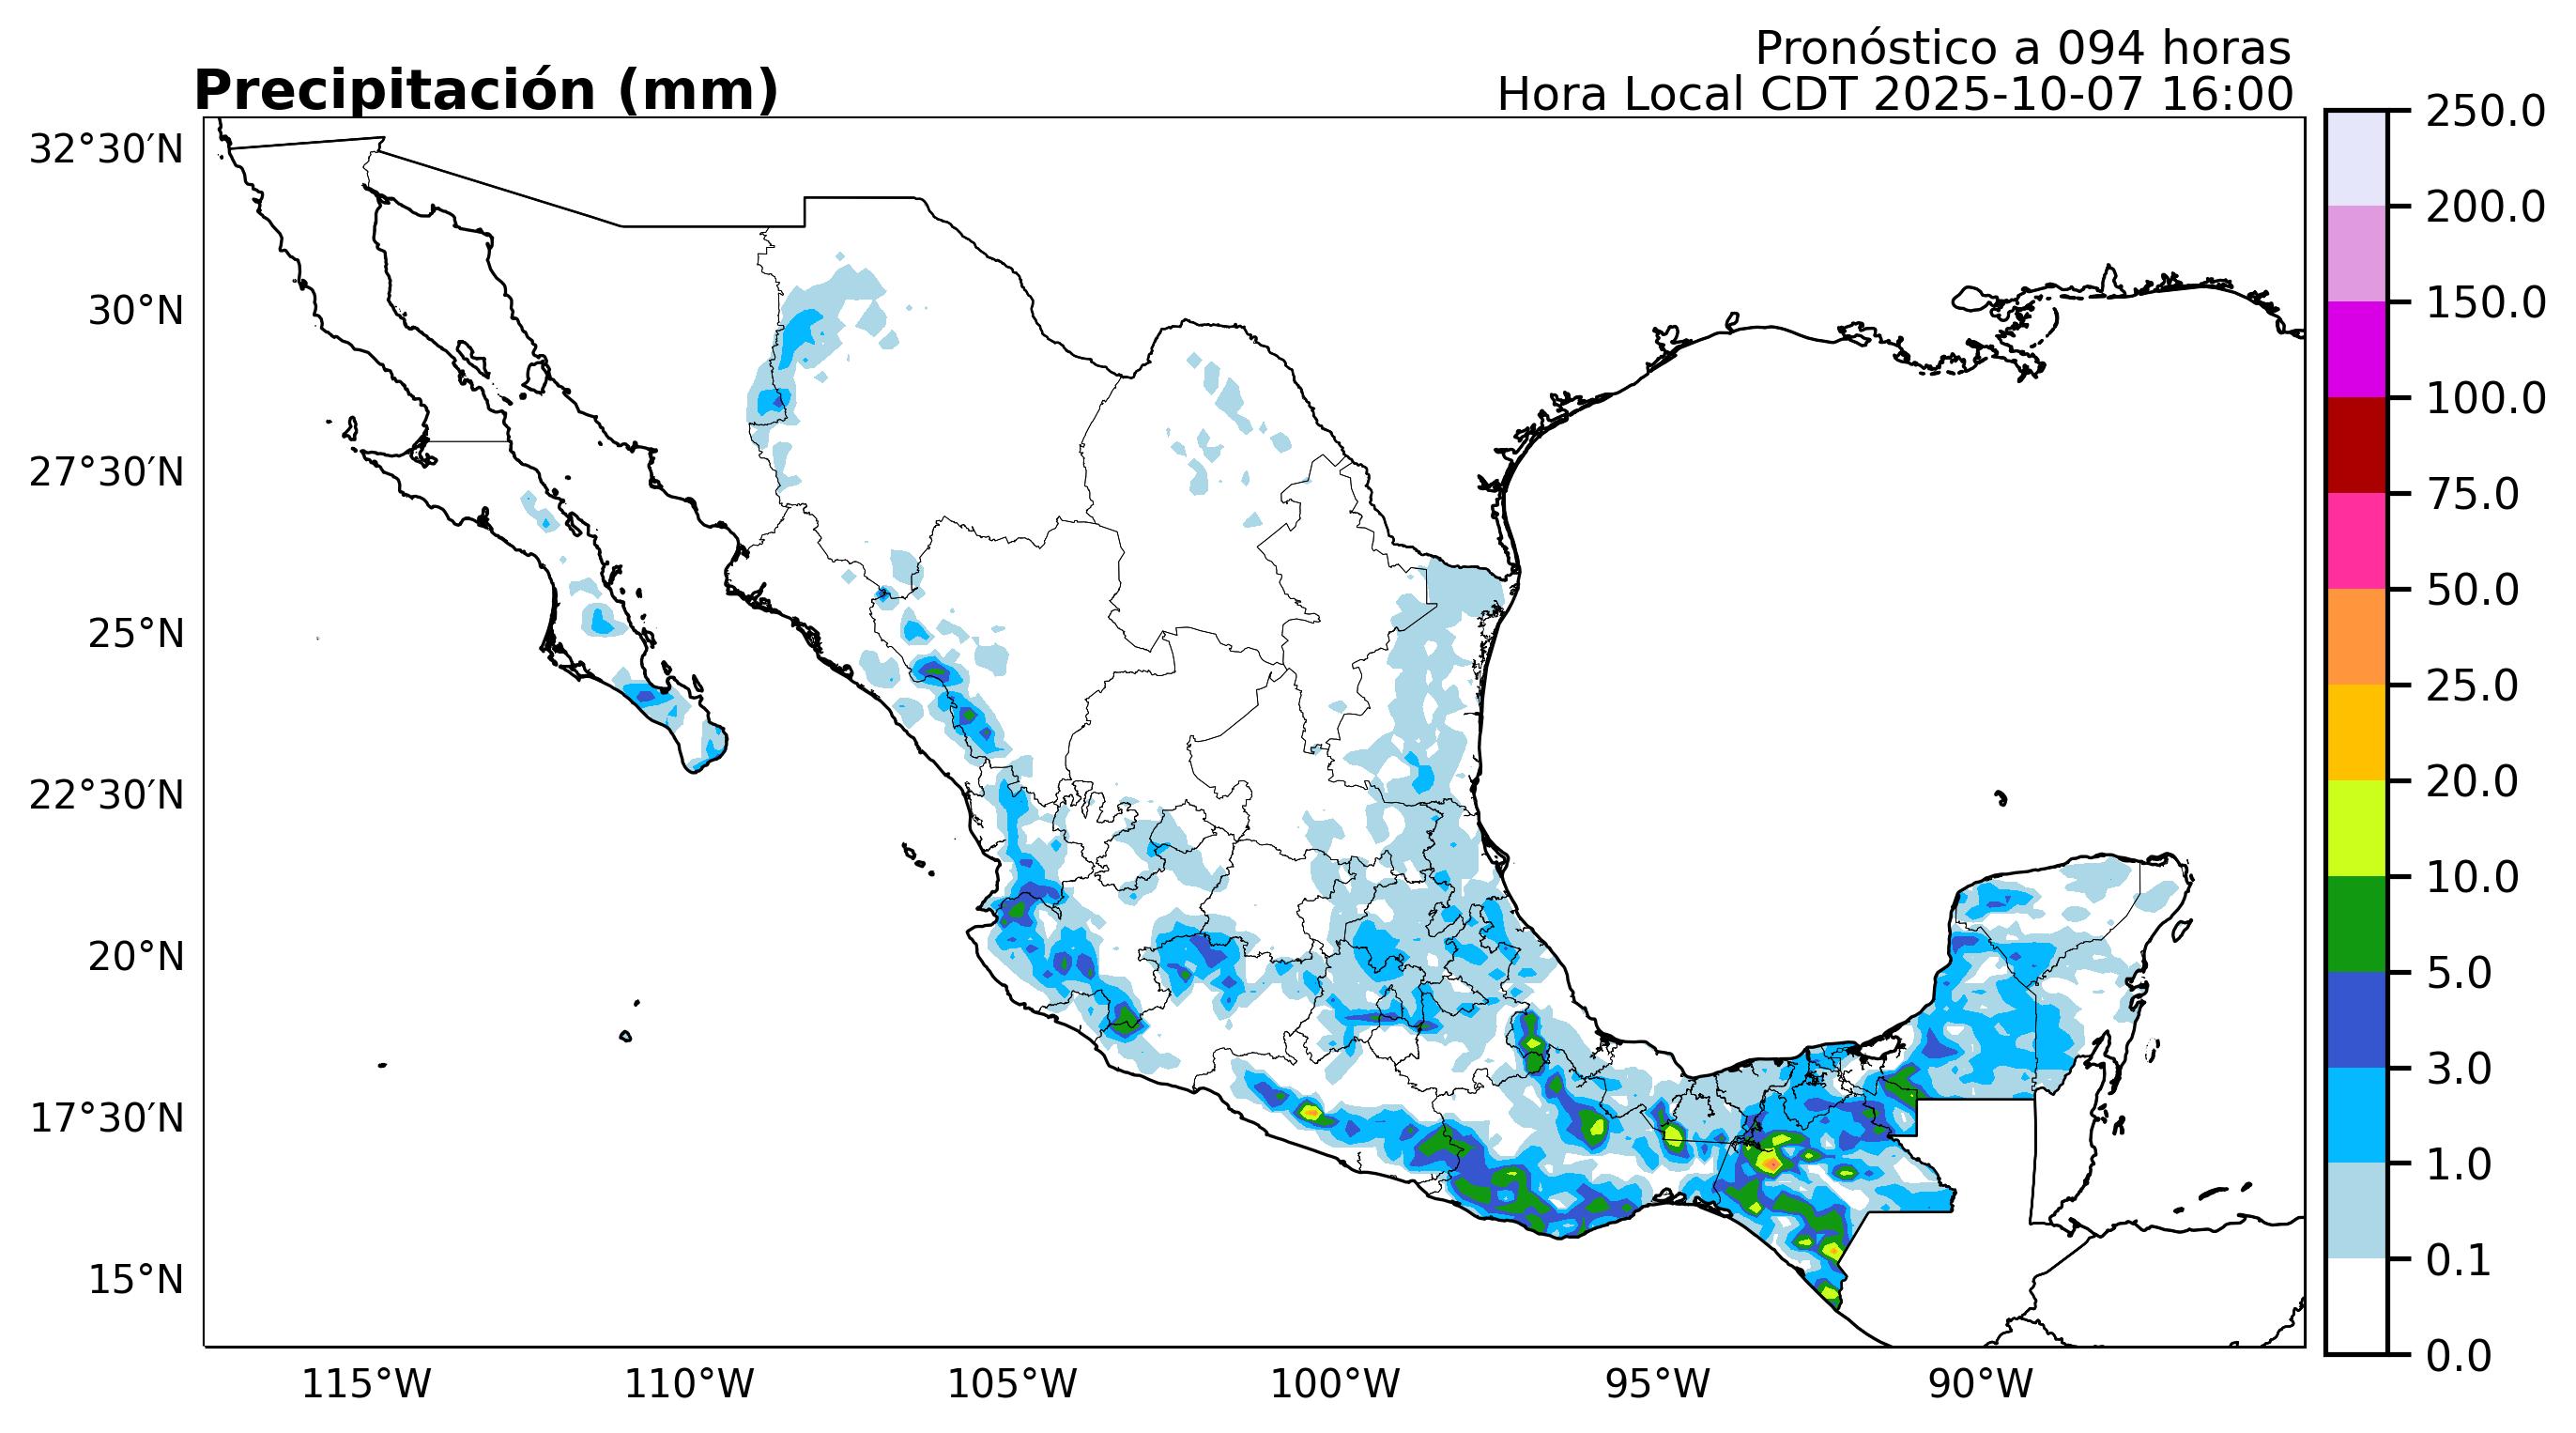 Pronóstico a 094 horas
Precipitación (mm)
Hora Local CDT 2025-10-07 16:00
32°30′N
30°N
27°30′N
25°N
22°30′N
20°N
17°30′N
15°N
115°W
110°W
105°W
100°W
95°W
90°W
250.0
200.0
150.0
100.0
75.0
50.0
25.0
20.0
10.0
5.0
3.0
1.0
0.1
0.0